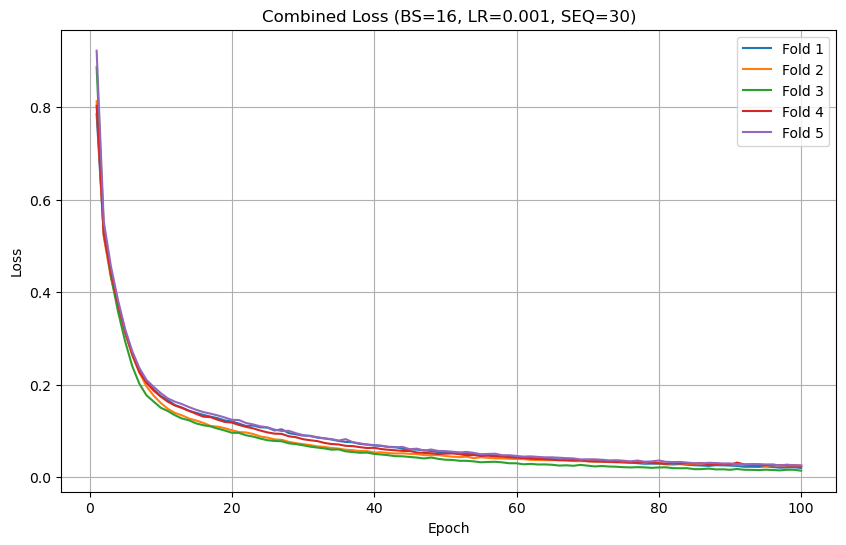 Combined Loss (BS=16, LR=0.001, SEQ=30)
Fold 1
Fold 2
Fold 3
Fold 4
Fold 5
Loss
0.8
0.6
0.4
0.2
0.0
0 20 40 60 80 100
Epoch